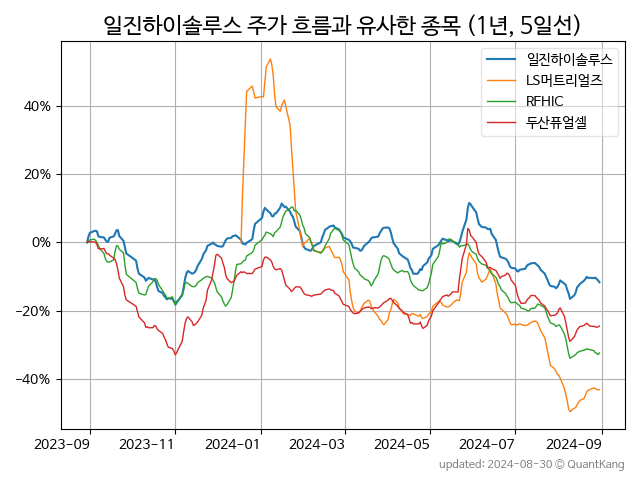 일진하이솔루스 주가 흐름과 유사한 종목 (1년, 5일선)
일진하이솔루스
LS머트리얼즈
RFHIC
두산퓨얼셀
40%
20%
0%
−20%
−40%
2023-09 2023-11 2024-01 2024-03 2024-05 2024-07 2024-09
updated: 2024-08-30 © QuantKang